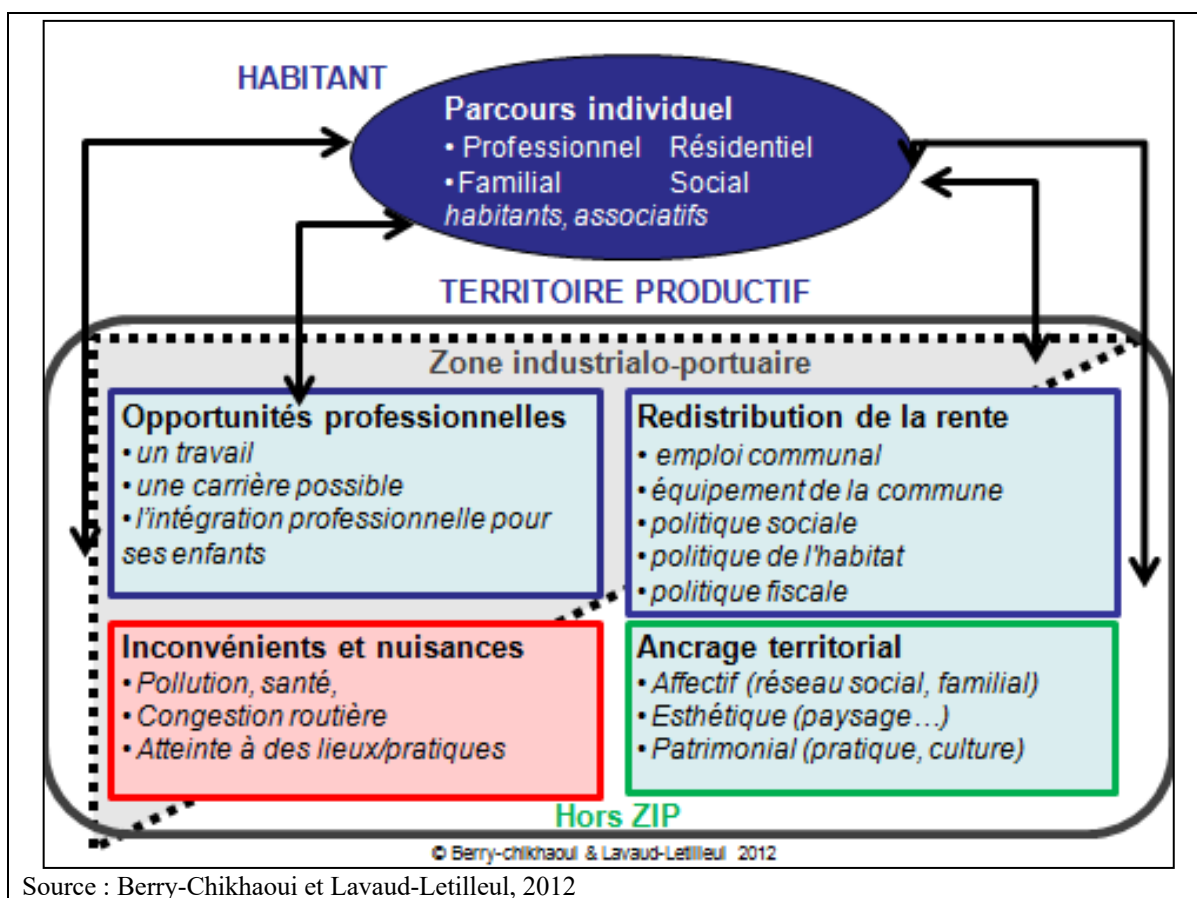 HABITANT
Parcours individuel
• Professionnel Résidentiel
•Familial Social
habitants, associatifs
TERRITOIRE PRODUCTIF
Zone industrialo-portuaire
Opportunités professionnelles
• un travail
• une carrière possible
• l'intégration professionnelle pour
ses enfants
Redistribution de la rente
• emploi communal
• équipement de la commune
• politique sociale
• politique de l'habitat
• politique fiscale
Inconvénients et nuisances
• Pollution, santé,
• Congestion routière
• Atteinte à des lieux/pratiques
Ancrage territorial
• Affectif (réseau social, familial)
• Esthétique (paysage…)
• Patrimonial (pratique, culture)
Hors ZIP
© Berry-chikhaoui & Lavaud-Letilleul 2012
Source : Berry-Chikhaoui et Lavaud-Letilleul, 2012